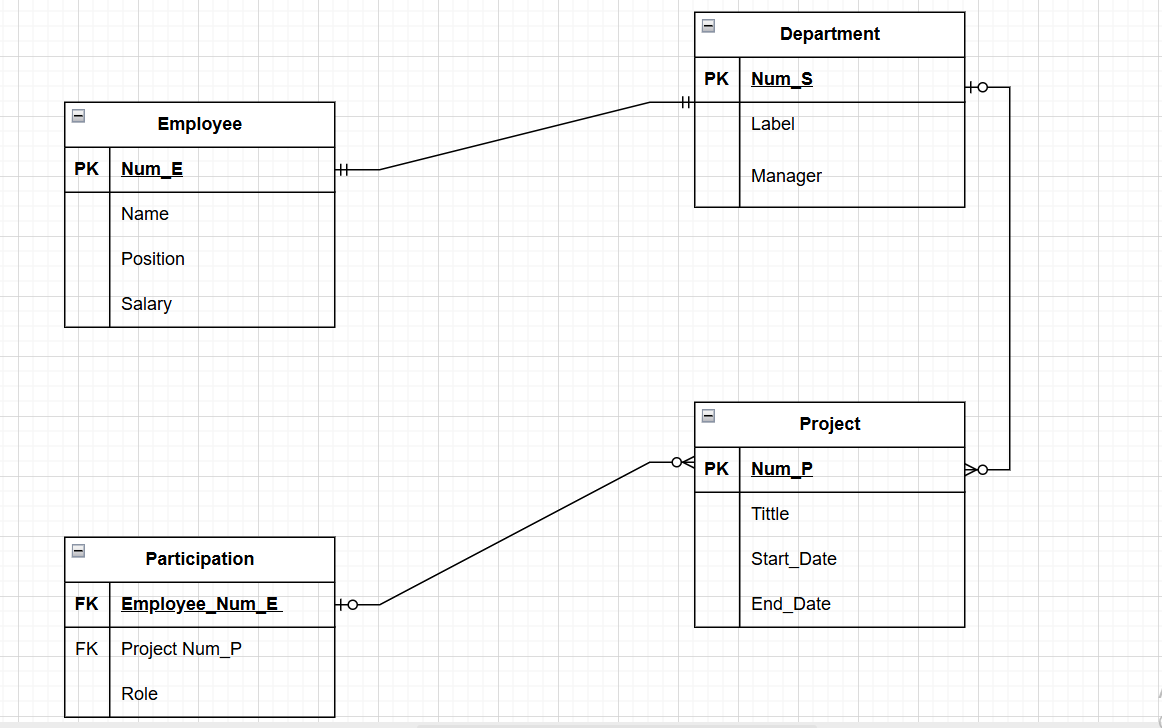 Department
PK Num_S
Label
Manager
Employee
PK Num_E
Name
Position
Salary
Project
PK Num_P
Tittle
Start_Date
End_Date
Participation
FK Employee_Num_E
FK Project Num_P
Role